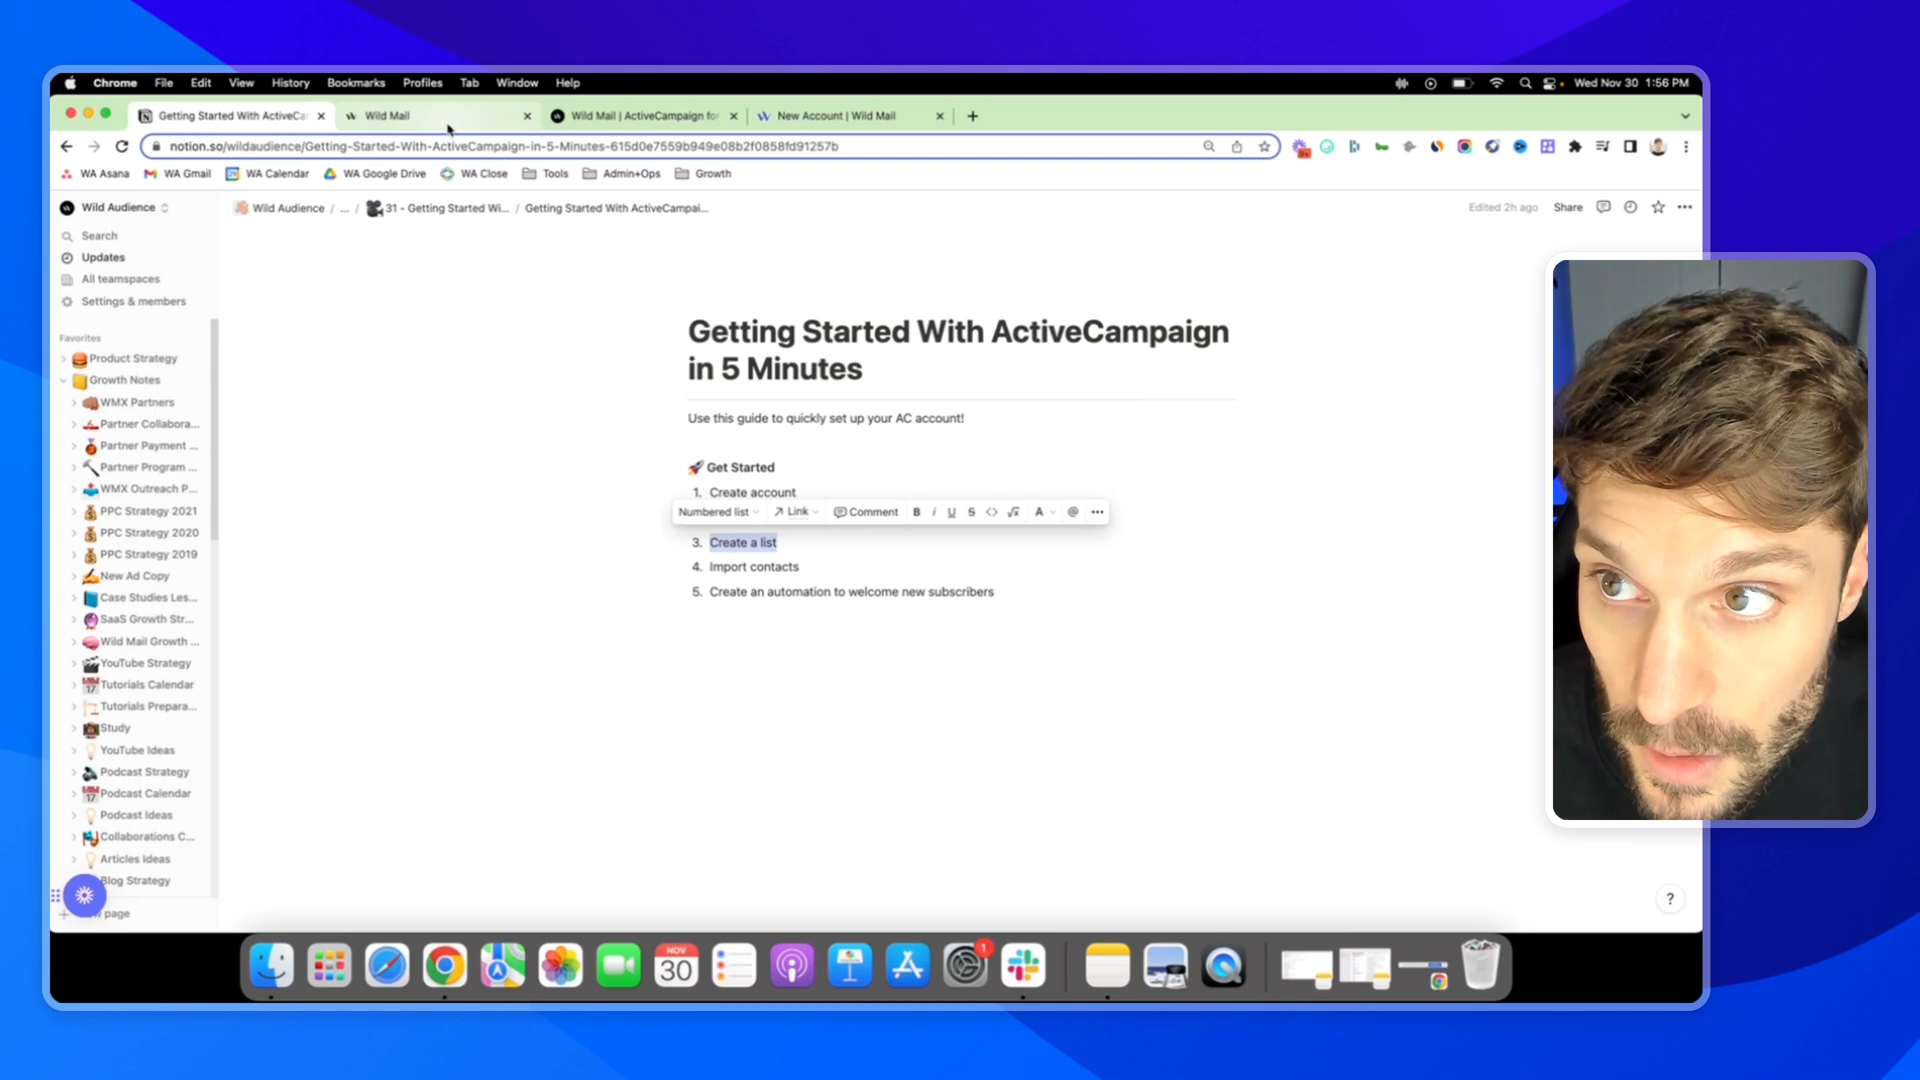 Chrome File Edit View History Bookmarks Profiles Tab Window Help
Wed Nov 30 1:56 PM
Getting Started With ActiveCa
Wild Mail
Wild Mail | ActiveCampaign for
New Account | Wild Mail
notion.so/wildaudience/Getting-Started-With-ActiveCampaign-in-5-Minutes-615d0e7559b949e08b2f0858fd91257b
WA Asana WA Gmail WA Calendar WA Google Drive WA Close Tools Admin+Ops Growth
Wild Audience
Wild Audience / ... / 31 - Getting Started Wi... / Getting Started With ActiveCampai...
Edited 2h ago Share
Search
Updates
All teamspaces
Settings & members
Favorites
Product Strategy
Growth Notes
WMX Partners
Partner Collabora...
Partner Payment ...
Partner Program ...
WMX Outreach P...
PPC Strategy 2021
PPC Strategy 2020
PPC Strategy 2019
New Ad Copy
Case Studies Les...
SaaS Growth Str...
Wild Mail Growth ...
YouTube Strategy
Tutorials Calendar
Tutorials Prepara...
Study
YouTube Ideas
Podcast Strategy
Podcast Calendar
Podcast Ideas
Collaborations C...
Articles Ideas
Blog Strategy
page
Getting Started With ActiveCampaign
in 5 Minutes
Use this guide to quickly set up your AC account!
🚀 Get Started
1. Create account
Numbered list Link Comment B i U S <> √x A @ •••
3. Create a list
4. Import contacts
5. Create an automation to welcome new subscribers
?
NOV
30
1